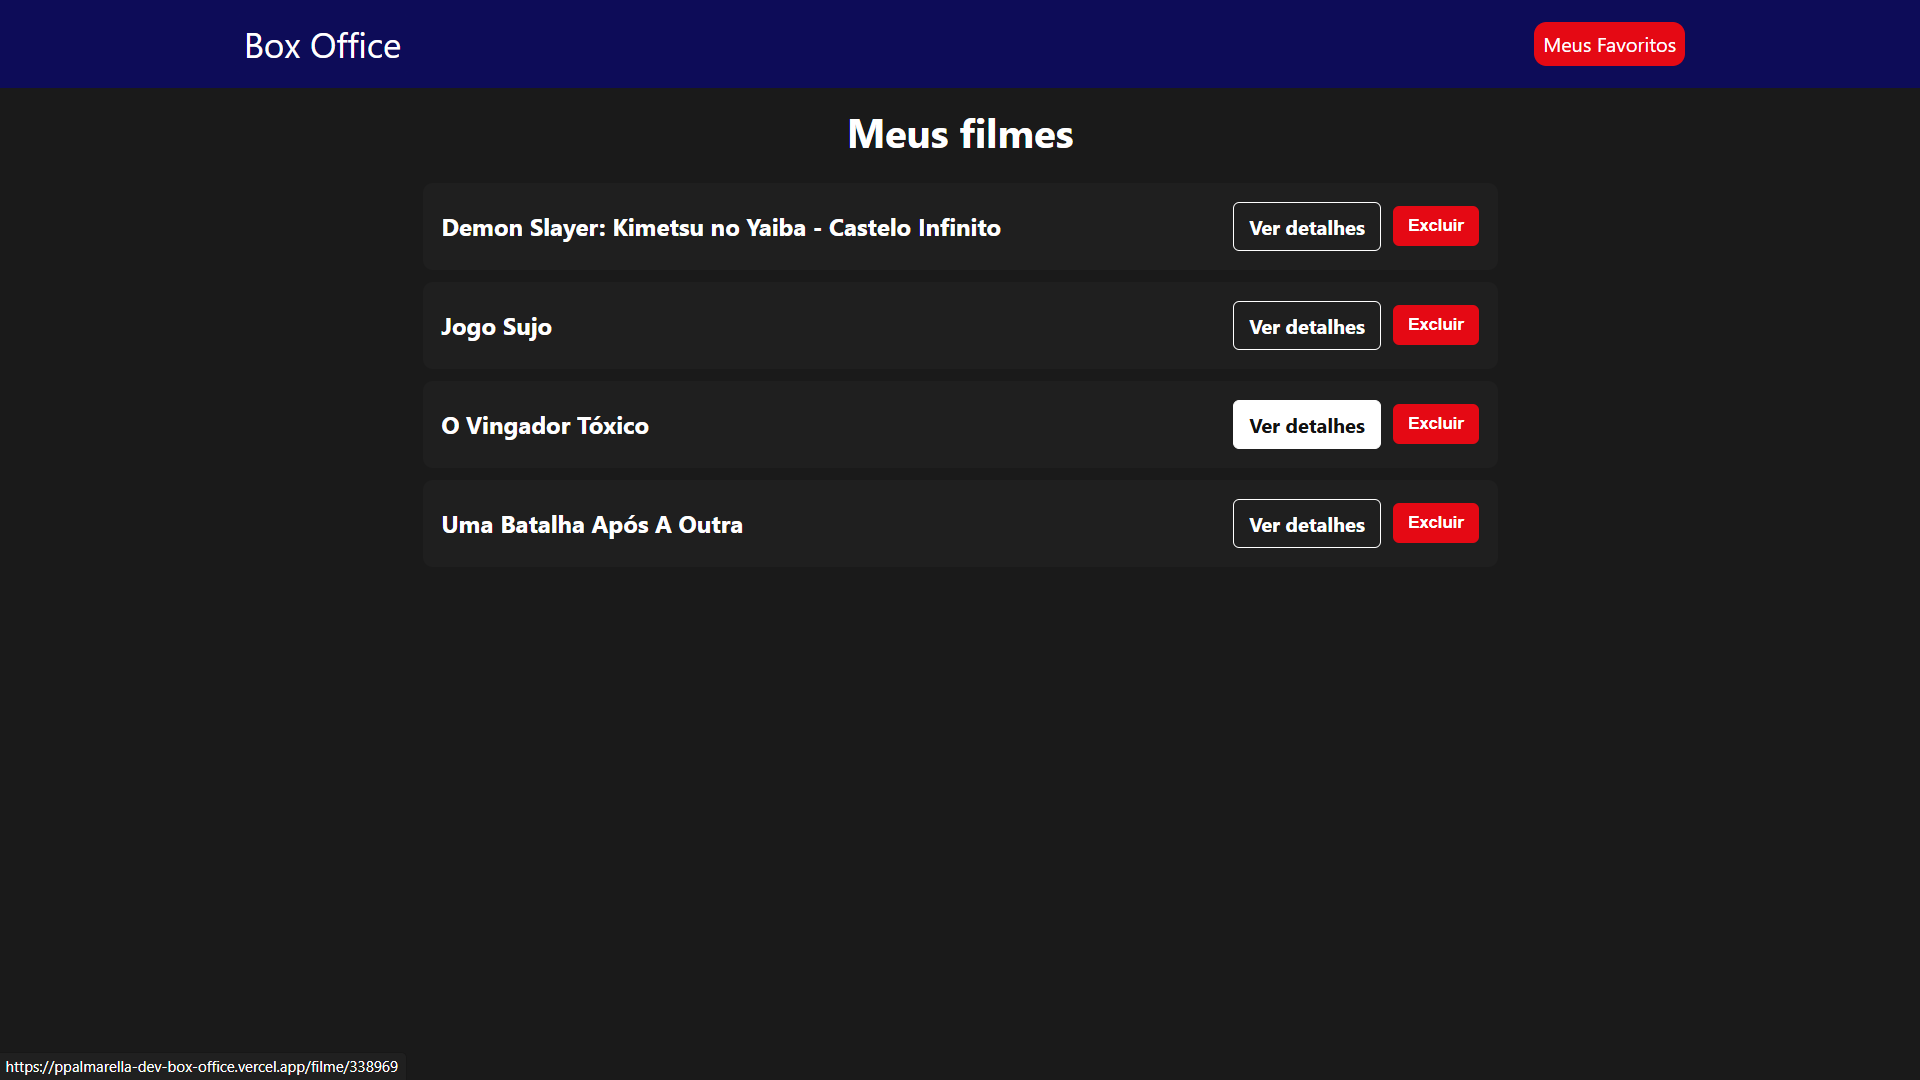 Box Office
Meus Favoritos
Meus filmes
Demon Slayer: Kimetsu no Yaiba - Castelo Infinito
Ver detalhes
Excluir
Jogo Sujo
Ver detalhes
Excluir
O Vingador Tóxico
Ver detalhes
Excluir
Uma Batalha Após A Outra
Ver detalhes
Excluir
https://ppalmarella-dev-box-office.vercel.app/filme/338969